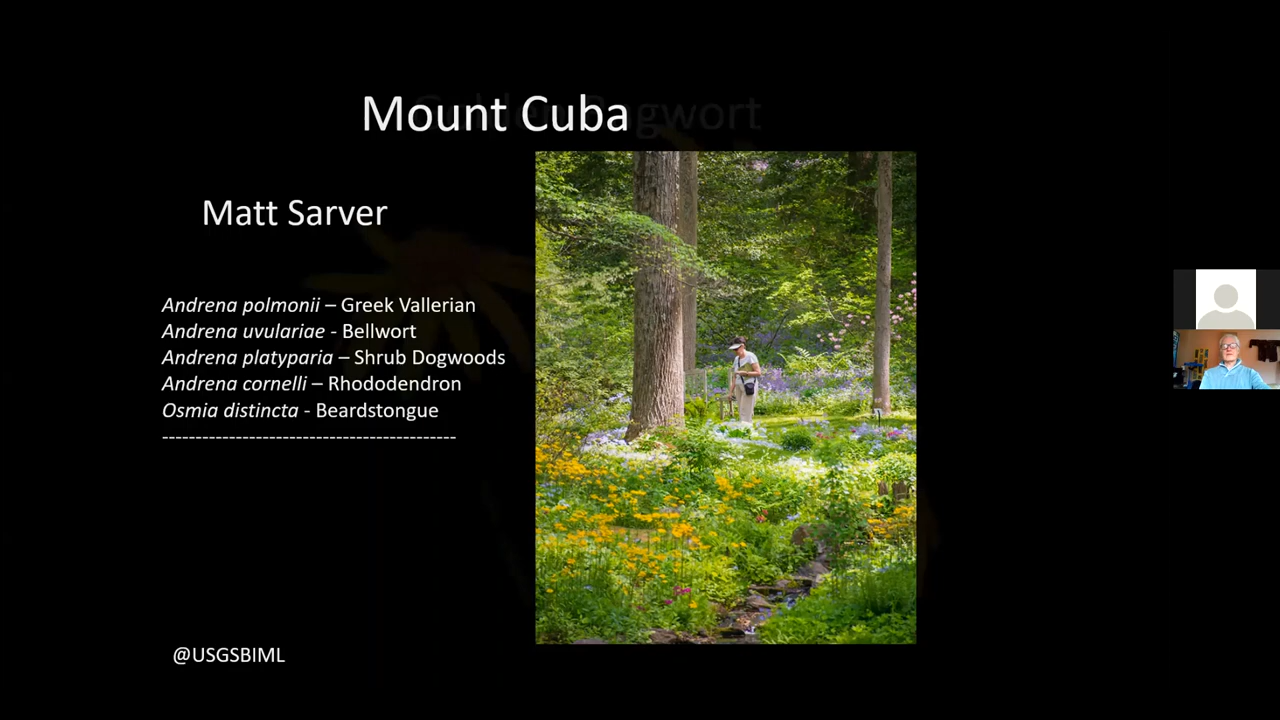 Mount Cuba
Matt Sarver
Andrena polmonii – Greek Vallerian
Andrena uvulariae - Bellwort
Andrena platyparia – Shrub Dogwoods
Andrena cornelli – Rhododendron
Osmia distincta - Beardstongue
--------------------------------------------
@USGSBIML